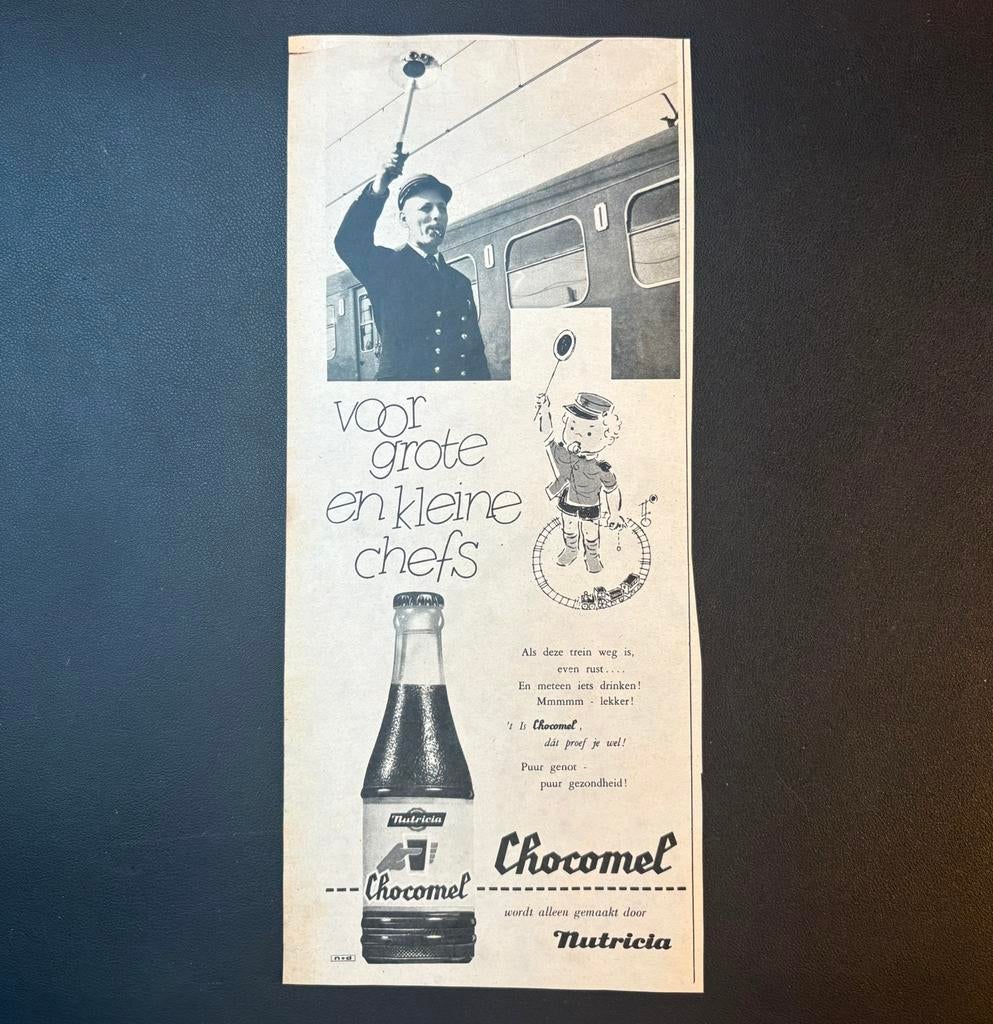 voor
grote
en kleine
chefs
Als deze trein weg is,
even rust....
En meteen iets drinken!
Mmmmm - lekker!
't Is Chocomel,
dát proef je wel!
Puur genot -
puur gezondheid!
Nutricia
Chocomel
Chocomel
wordt alleen gemaakt door
Nutricia
n+d